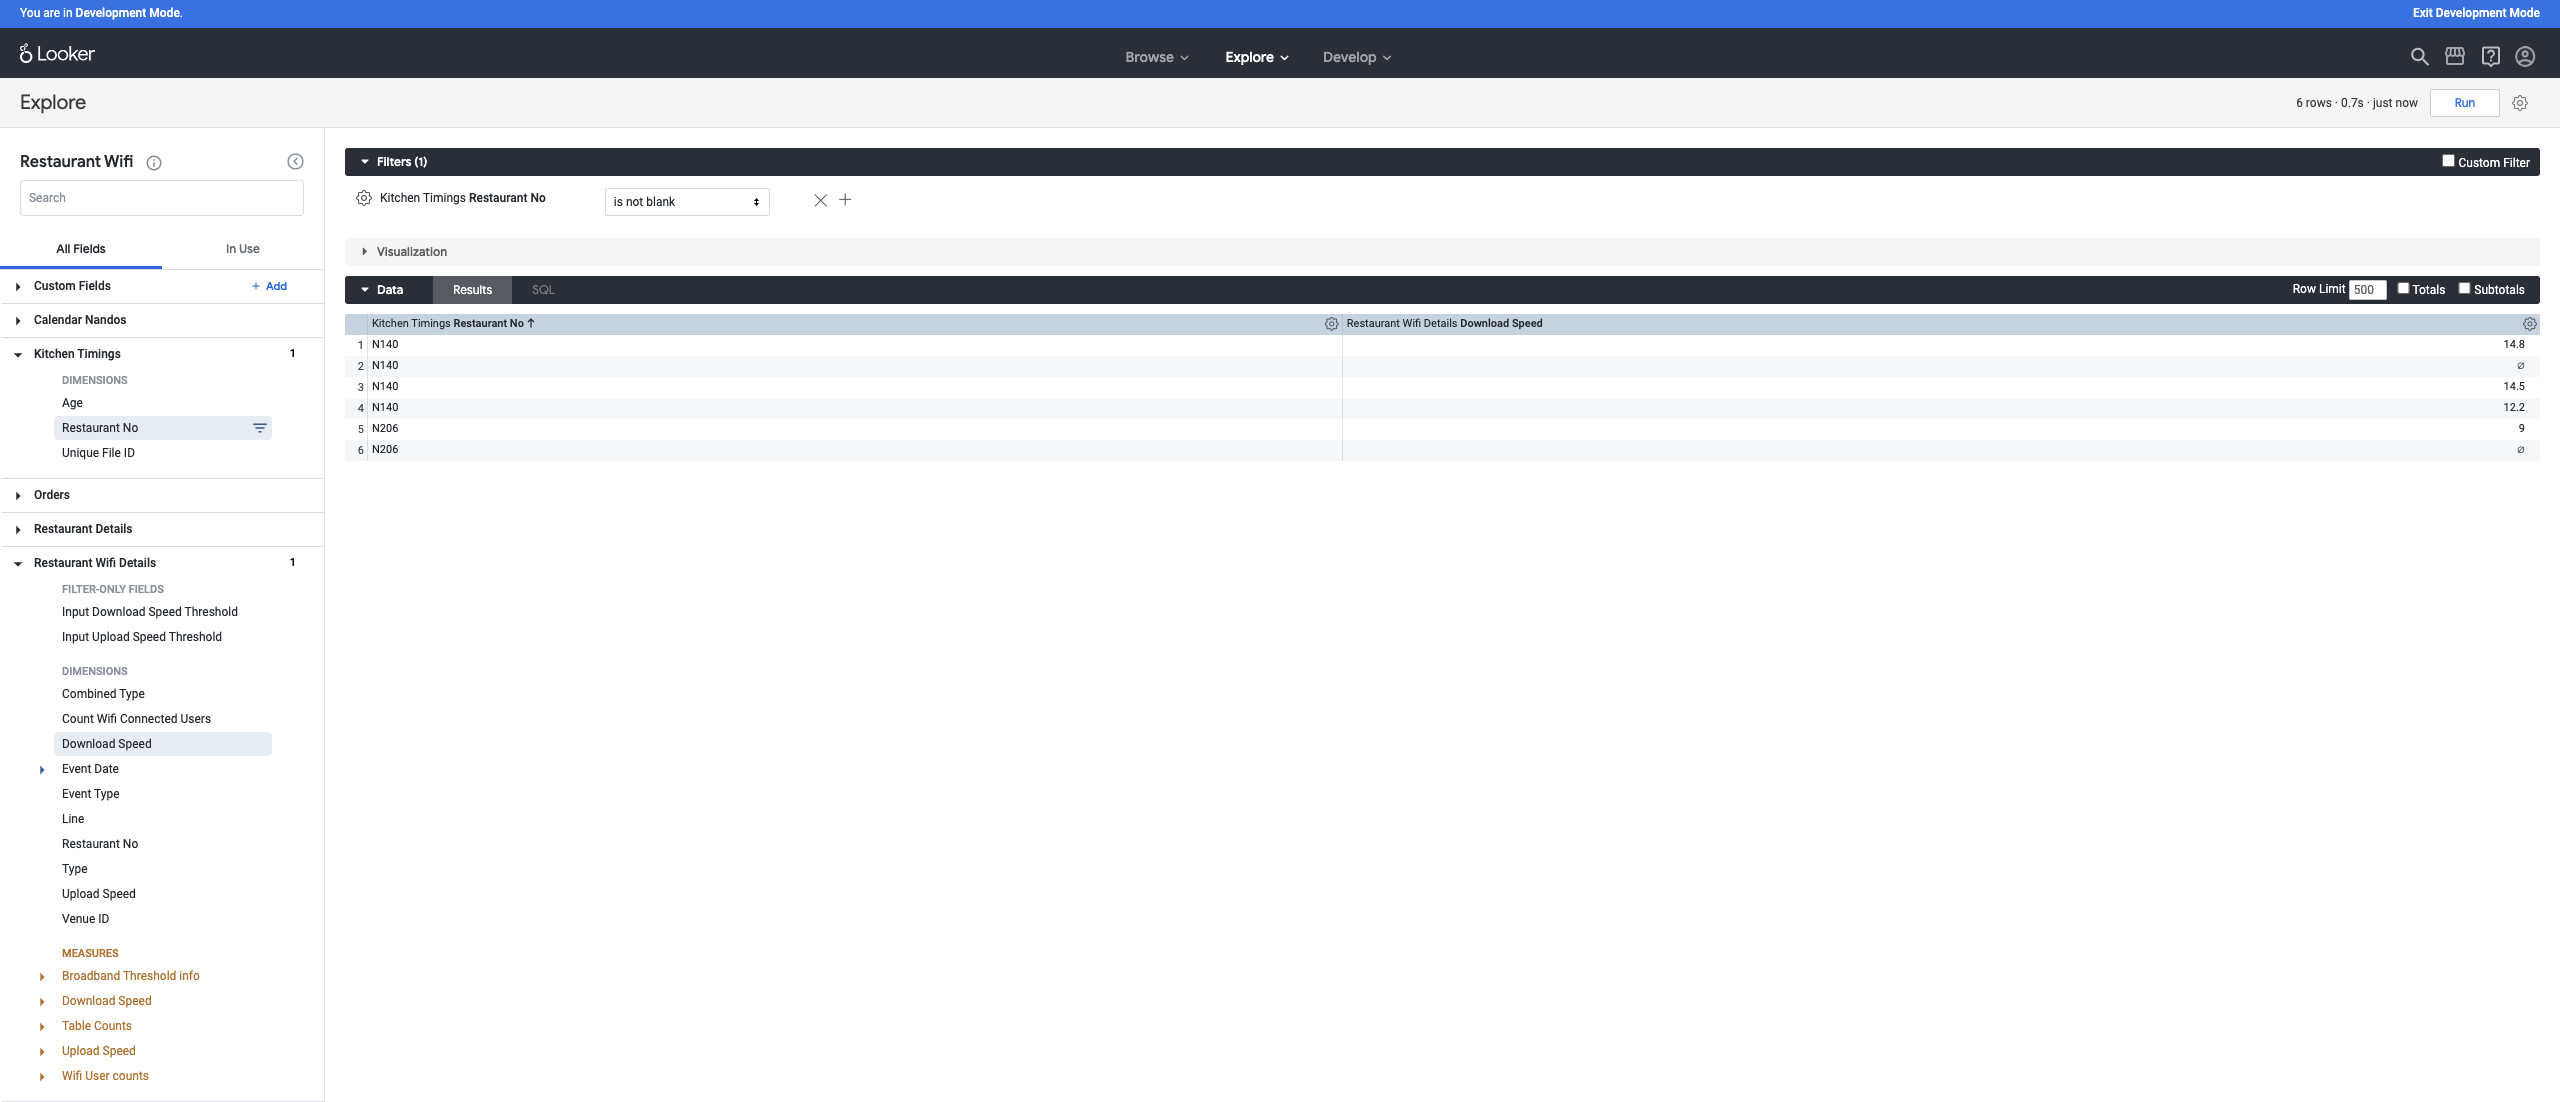 You are in Development Mode.
Exit Development Mode
Looker
Browse
Explore
Develop
Explore
6 rows · 0.7s · just now
Run
Restaurant Wifi
Search
All Fields
In Use
Custom Fields
+ Add
Calendar Nandos
Kitchen Timings
1
DIMENSIONS
Age
Restaurant No
Unique File ID
Orders
Restaurant Details
Restaurant Wifi Details
1
FILTER-ONLY FIELDS
Input Download Speed Threshold
Input Upload Speed Threshold
DIMENSIONS
Combined Type
Count Wifi Connected Users
Download Speed
Event Date
Event Type
Line
Restaurant No
Type
Upload Speed
Venue ID
MEASURES
Broadband Threshold info
Download Speed
Table Counts
Upload Speed
Wifi User counts
Filters (1)
Custom Filter
Kitchen Timings Restaurant No
is not blank
Visualization
Data
Results
SQL
Row Limit 500
Totals
Subtotals
Kitchen Timings Restaurant No ↑
Restaurant Wifi Details Download Speed
1 N140 14.8
2 N140 ∅
3 N140 14.5
4 N140 12.2
5 N206 9
6 N206 ∅